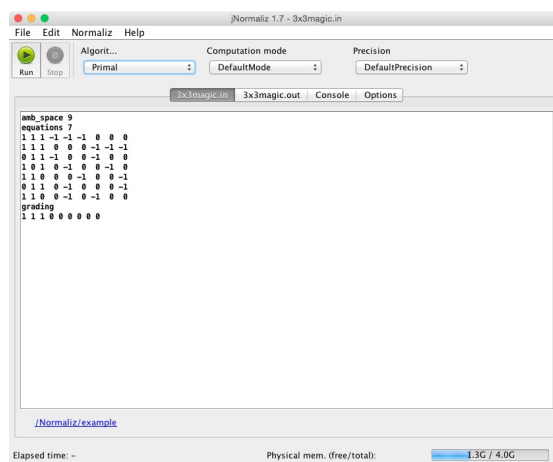 jNormaliz 1.7 - 3x3magic.in
File Edit Normaliz Help
Algorit... Computation mode Precision
Run Stop Primal DefaultMode DefaultPrecision
3x3magic.in 3x3magic.out Console Options
amb_space 9
equations 7
1 1 1 -1 -1 -1 0 0 0
1 1 1 0 0 0 -1 -1 -1
0 1 1 -1 0 0 -1 0 0
1 0 1 0 -1 0 0 -1 0
1 1 0 0 0 -1 0 0 -1
0 1 1 0 -1 0 0 0 -1
1 1 0 0 -1 0 -1 0 0
grading
1 1 1 0 0 0 0 0 0
/Normaliz/example
Elapsed time: - Physical mem. (free/total): 1.3G / 4.0G